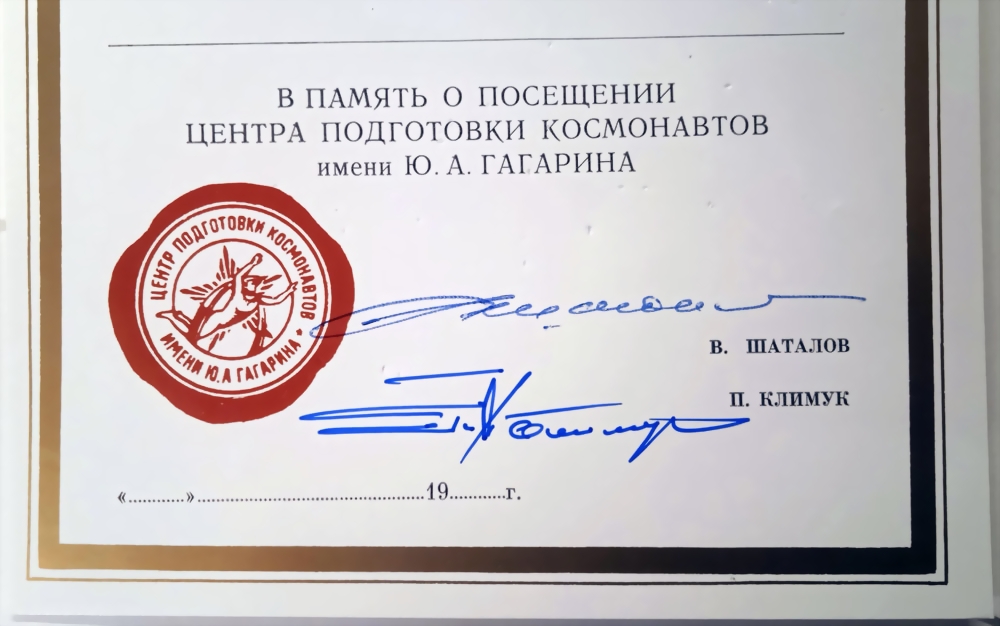 В ПАМЯТЬ О ПОСЕЩЕНИИ
ЦЕНТРА ПОДГОТОВКИ КОСМОНАВТОВ
имени Ю. А. ГАГАРИНА
ЦЕНТР ПОДГОТОВКИ КОСМОНАВТОВ
ИМЕНИ Ю.А ГАГАРИНА
В. ШАТАЛОВ
П. КЛИМУК
«............»..................................................19............г.